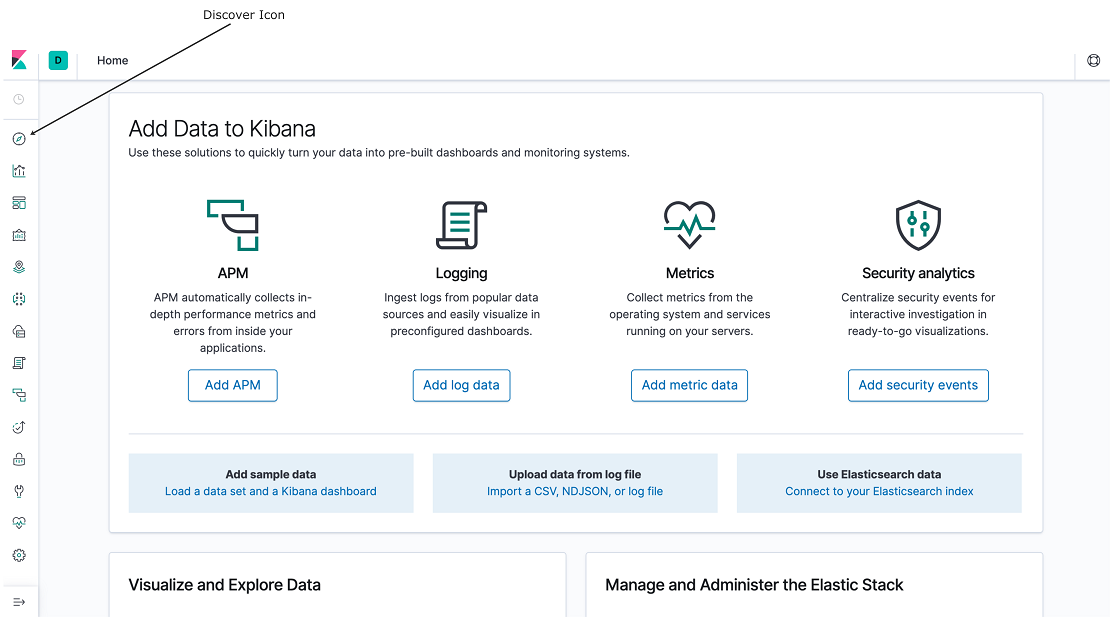 Discover Icon
D
Home
Add Data to Kibana
Use these solutions to quickly turn your data into pre-built dashboards and monitoring systems.
APM
APM automatically collects in-
depth performance metrics and
errors from inside your
applications.
Add APM
Logging
Ingest logs from popular data
sources and easily visualize in
preconfigured dashboards.
Add log data
Metrics
Collect metrics from the
operating system and services
running on your servers.
Add metric data
Security analytics
Centralize security events for
interactive investigation in
ready-to-go visualizations.
Add security events
Add sample data
Load a data set and a Kibana dashboard
Upload data from log file
Import a CSV, NDJSON, or log file
Use Elasticsearch data
Connect to your Elasticsearch index
Visualize and Explore Data
Manage and Administer the Elastic Stack